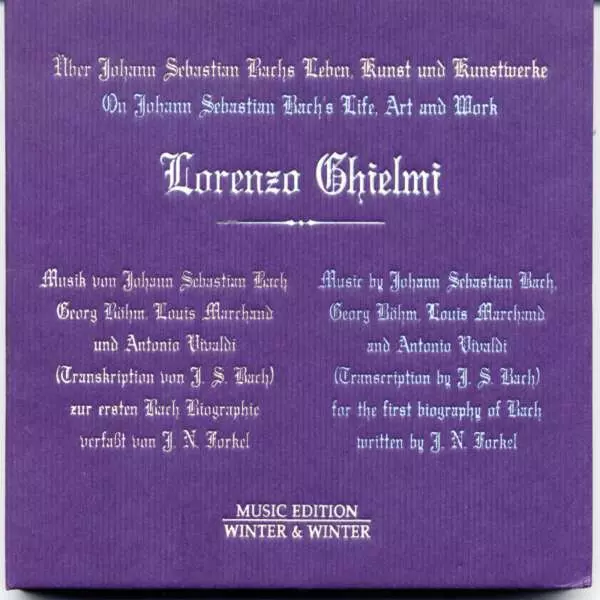 Über Johann Sebastian Bachs Leben, Kunst und Kunstwerke
On Johann Sebastian Bach's Life, Art and Work
Lorenzo Ghielmi
Musik von Johann Sebastian Bach
Georg Böhm, Louis Marchand
und Antonio Vivaldi
(Transkription von J. S. Bach)
zur ersten Bach Biographie
verfaßt von J. N. Forkel
Music by Johann Sebastian Bach,
Georg Böhm, Louis Marchand
and Antonio Vivaldi
(Transcription by J. S. Bach)
for the first biography of Bach
written by J. N. Forkel
MUSIC EDITION
WINTER & WINTER